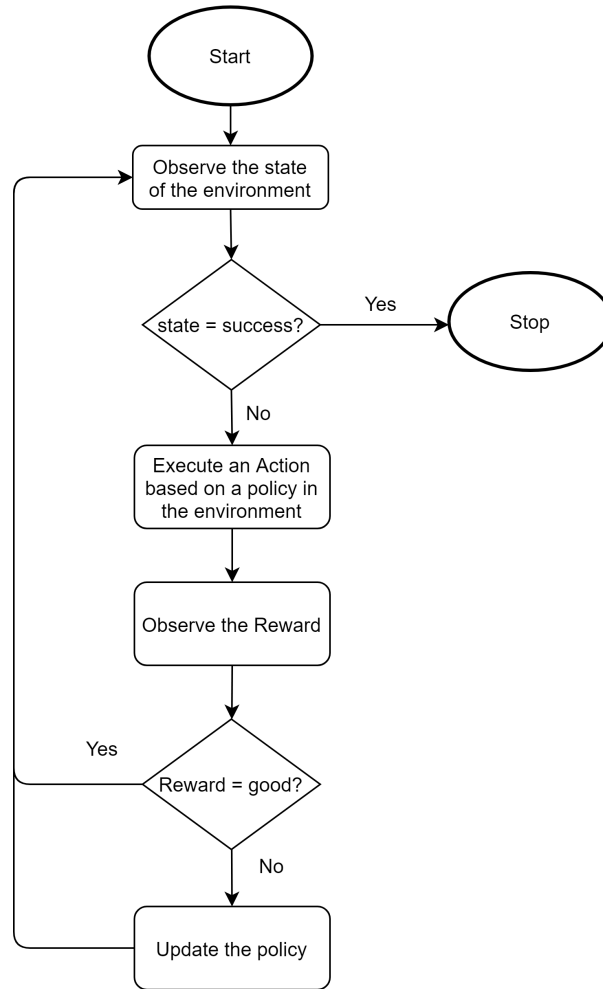 Start
Observe the state
of the environment
state = success?
Yes
Stop
No
Execute an Action
based on a policy in
the environment
Observe the Reward
Yes
Reward = good?
No
Update the policy